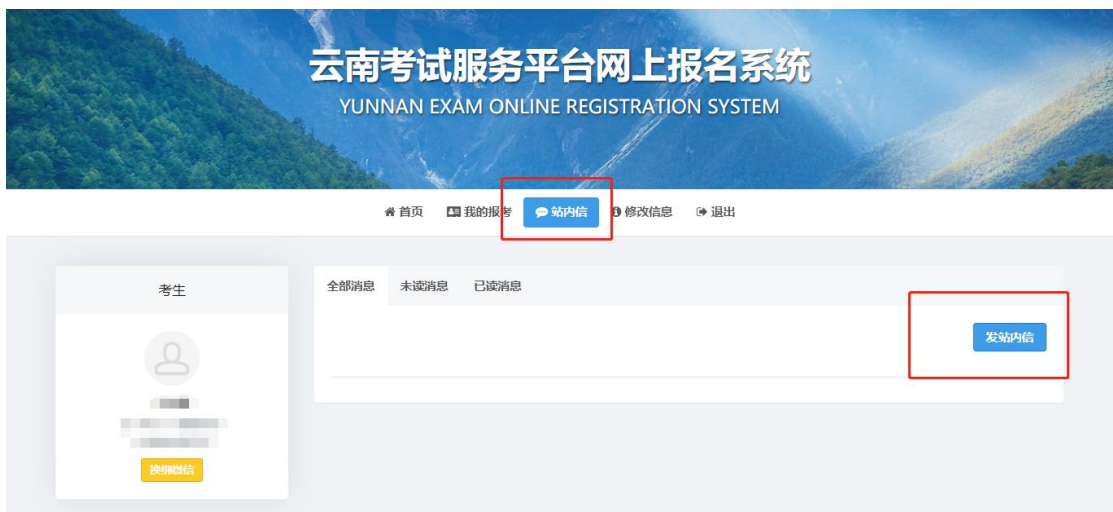 云南考试服务平台网上报名系统
YUNNAN EXAM ONLINE REGISTRATION SYSTEM
首页 我的报考 站内信 修改信息 退出
考生
全部消息 未读消息 已读消息
发站内信
换绑微信